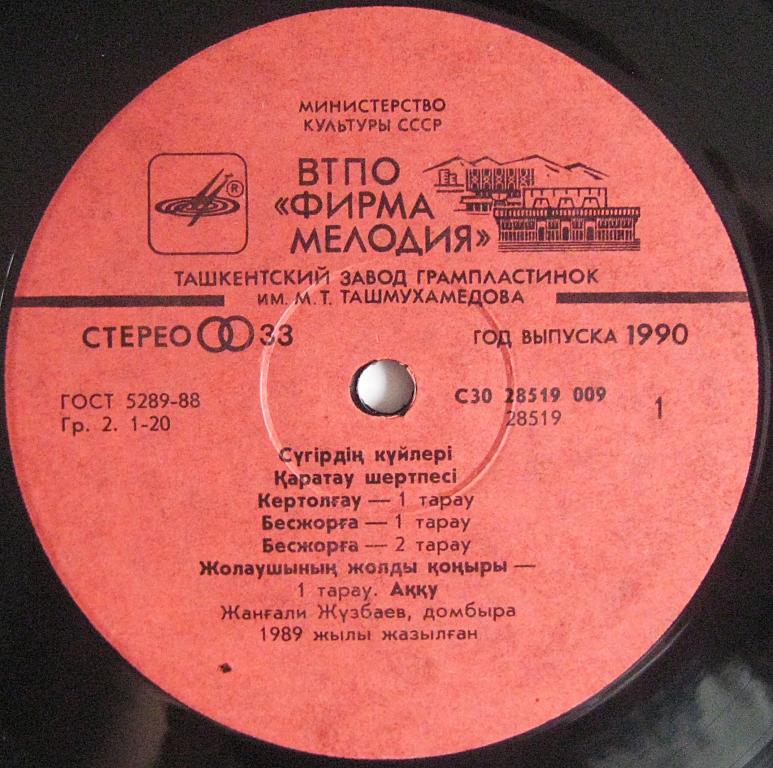 МИНИСТЕРСТВО
КУЛЬТУРЫ СССР
ВТПО
«ФИРМА
МЕЛОДИЯ»
®
ТАШКЕНТСКИЙ ЗАВОД ГРАМПЛАСТИНОК
ИМ. М. Т. ТАШМУХАМЕДОВА
СТЕРЕО 33
ГОД ВЫПУСКА 1990
ГОСТ 5289-88
Гр. 2. 1-20
С30 28519 009
28519
1
Сүгірдің күйлері
Қаратау шертпесі
Кертолғау — 1 тарау
Бесжорға — 1 тарау
Бесжорға — 2 тарау
Жолаушының жолды қоңыры —
1 тарау. Аққу
Жанғали Жүзбаев, домбыра
1989 жылы жазылған